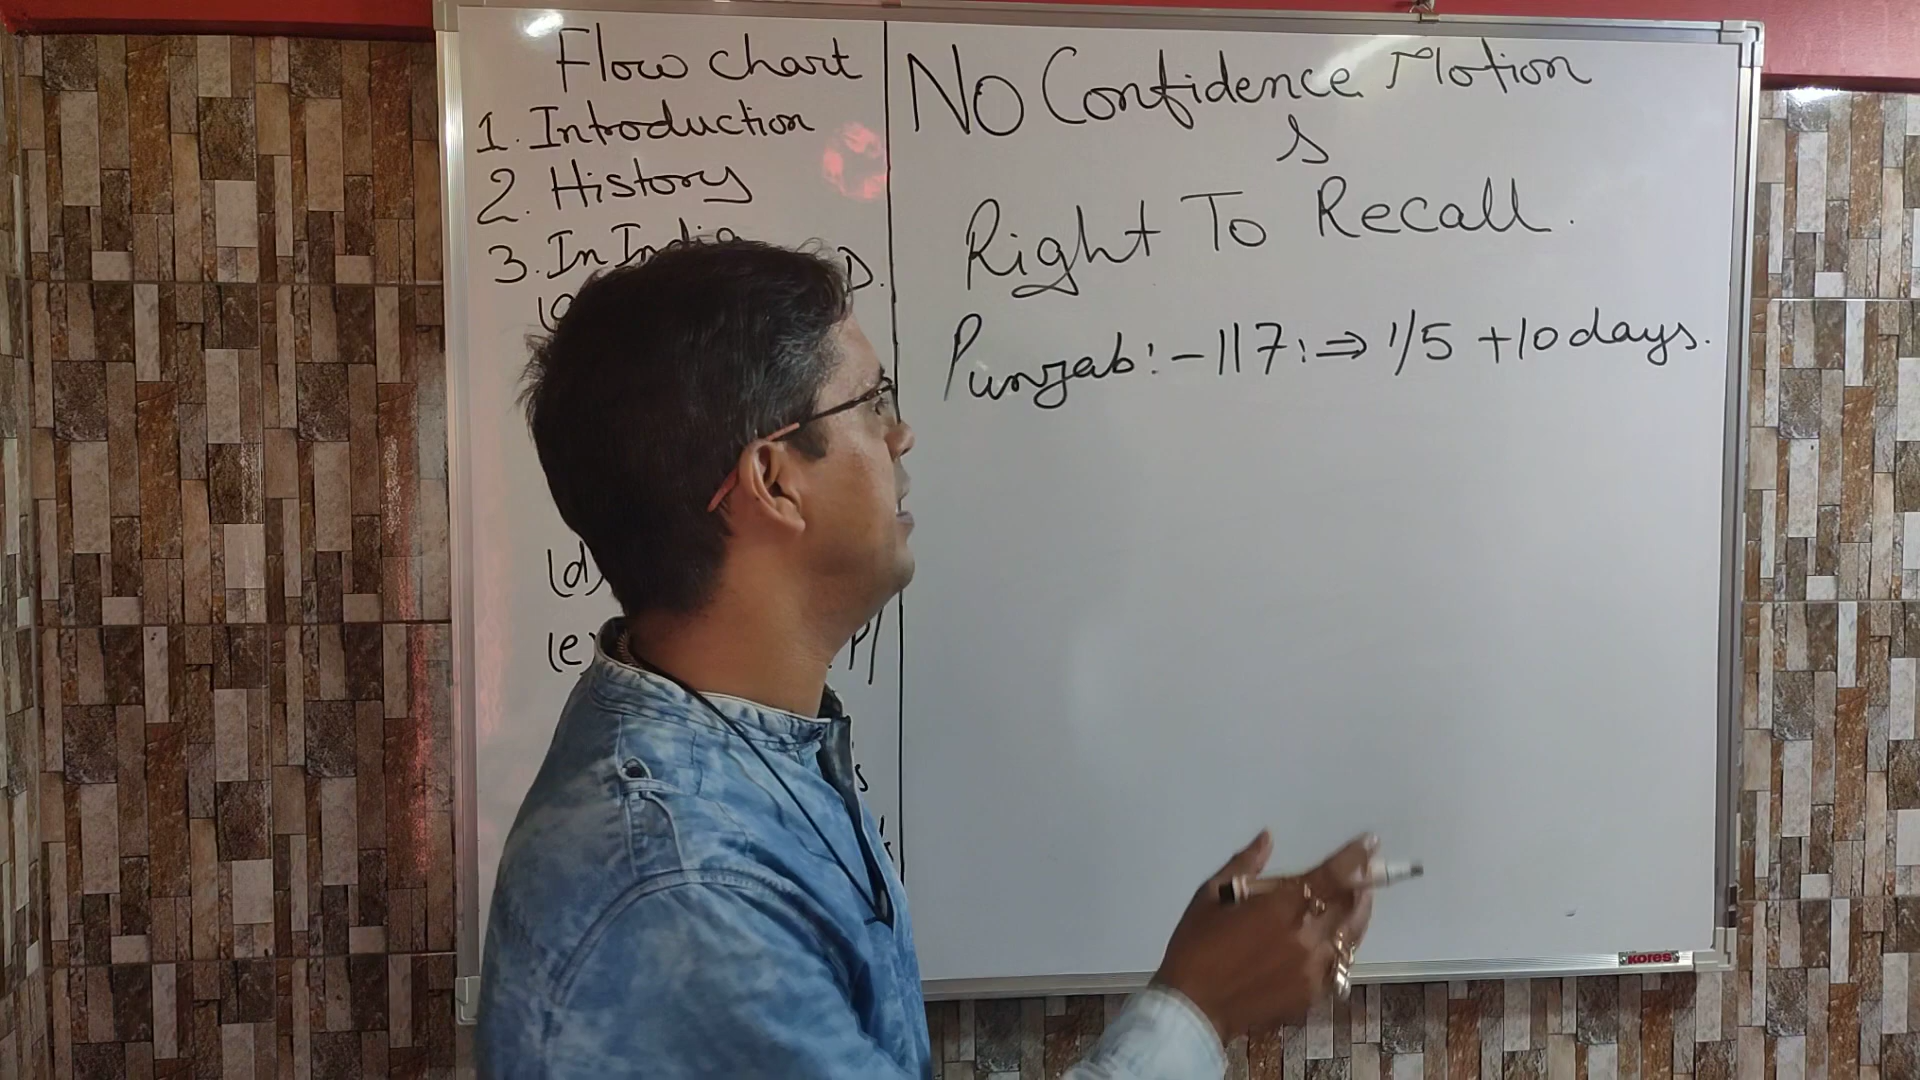 Flow chart
1. Introduction
2. History
3. In India
D.
(d)
(e)
P)
No Confidence Motion
&
Right To Recall.
Punjab:- 117:⇒ 1/5 +10 days.
Kores